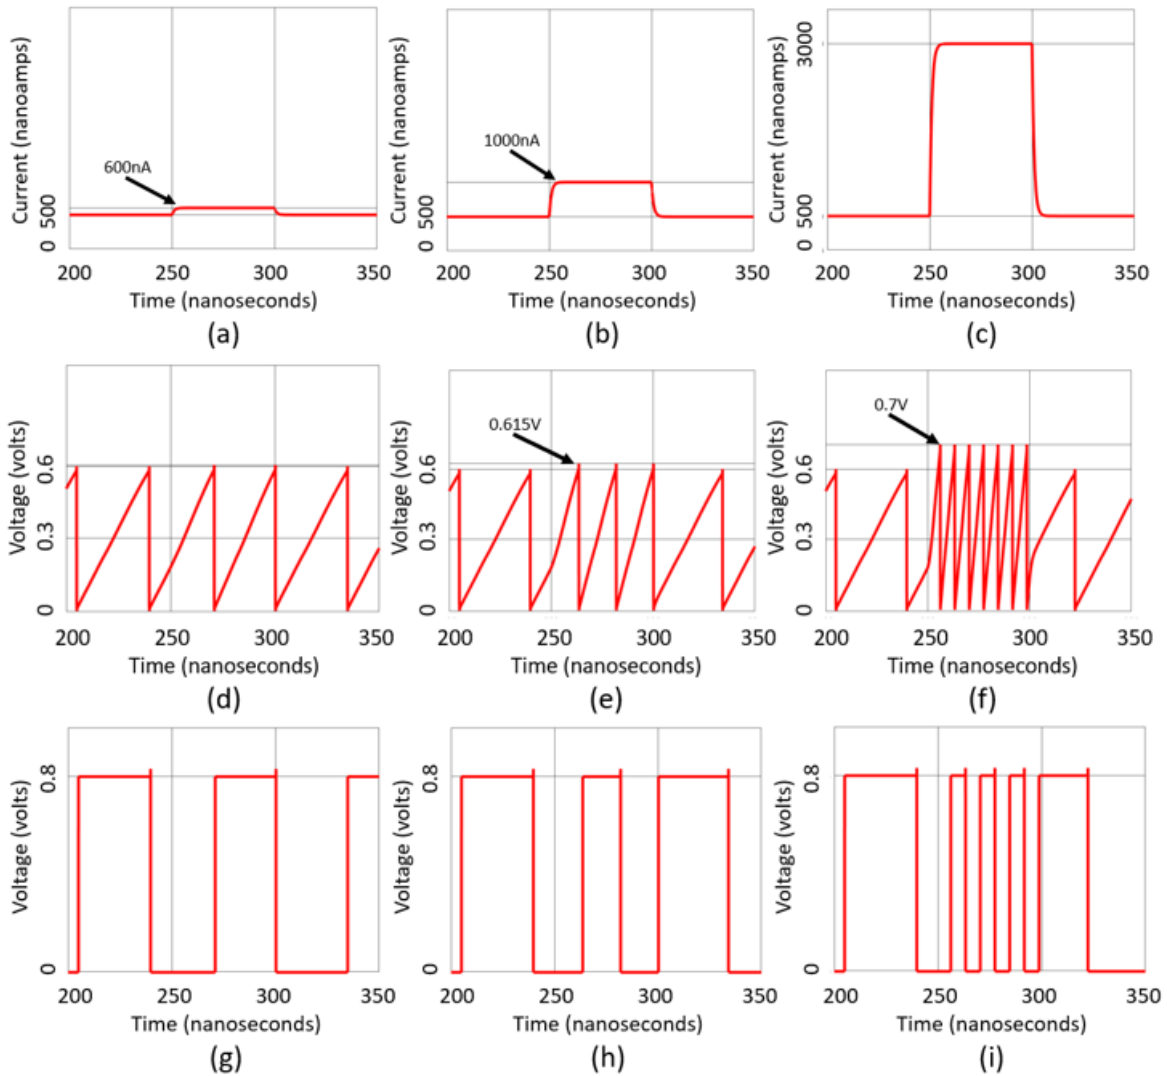 Current (nanoamps)
0 500
600nA
200 250 300 350
Time (nanoseconds)
(a)
Current (nanoamps)
0 500
1000nA
200 250 300 350
Time (nanoseconds)
(b)
Current (nanoamps)
0 500 3000
200 250 300 350
Time (nanoseconds)
(c)
Voltage (volts)
0 0.3 0.6
200 250 300 350
Time (nanoseconds)
(d)
Voltage (volts)
0 0.3 0.6
0.615V
200 250 300 350
Time (nanoseconds)
(e)
Voltage (volts)
0 0.3 0.6
0.7V
200 250 300 350
Time (nanoseconds)
(f)
Voltage (volts)
0 0.8
200 250 300 350
Time (nanoseconds)
(g)
Voltage (volts)
0 0.8
200 250 300 350
Time (nanoseconds)
(h)
Voltage (volts)
0 0.8
200 250 300 350
Time (nanoseconds)
(i)